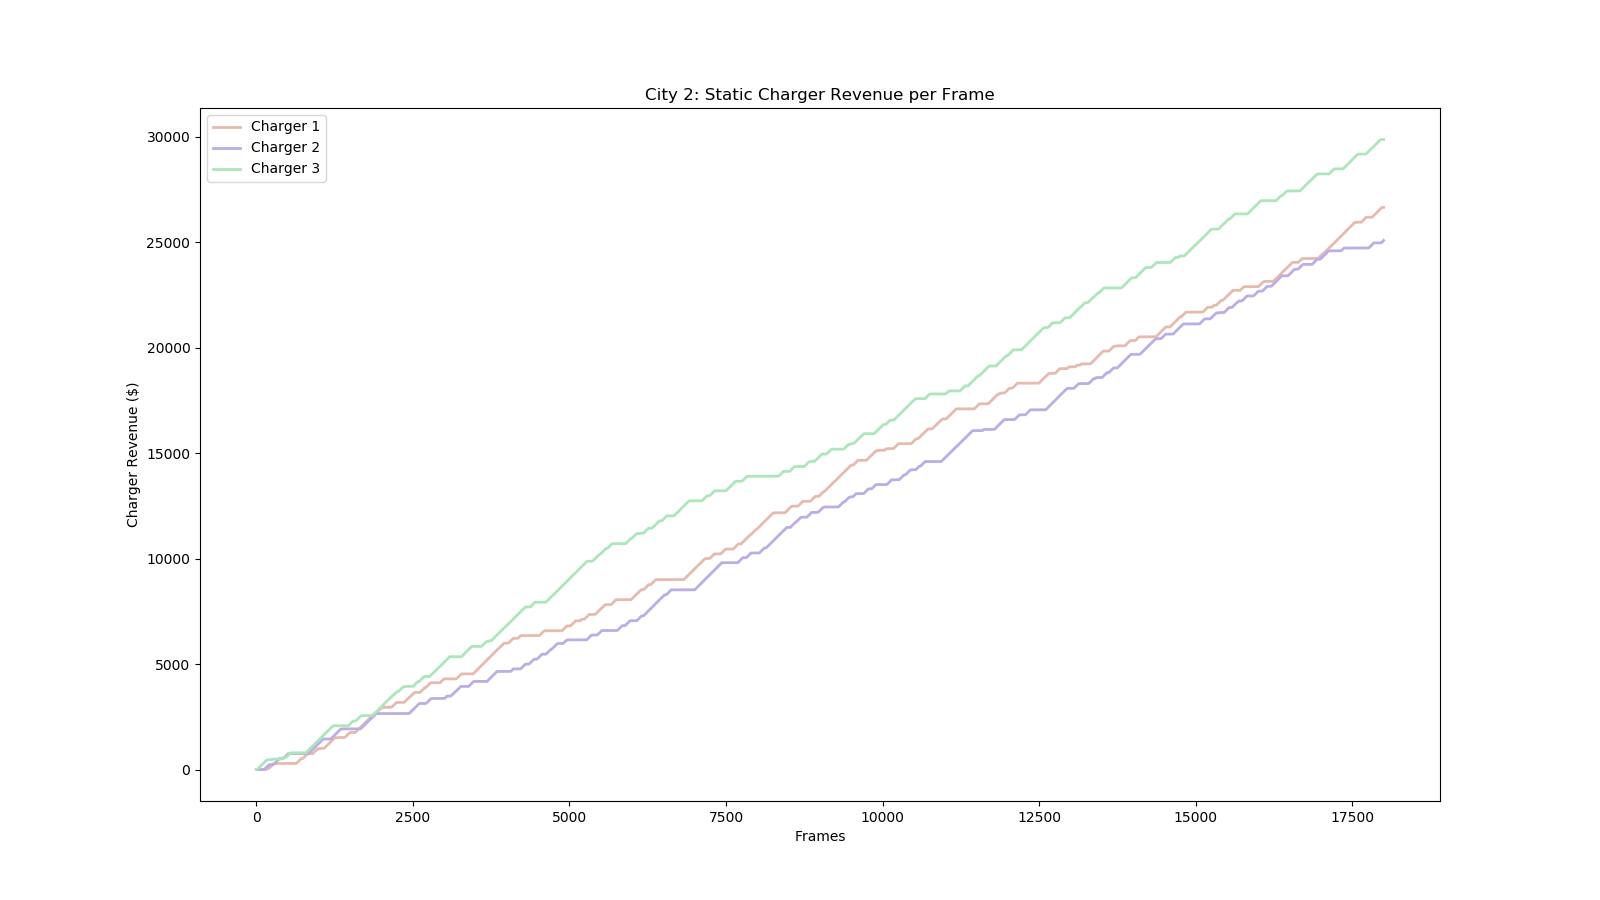 City 2: Static Charger Revenue per Frame
Charger 1
Charger 2
Charger 3
30000
25000
20000
15000
10000
5000
0
Charger Revenue ($)
0 2500 5000 7500 10000 12500 15000 17500
Frames